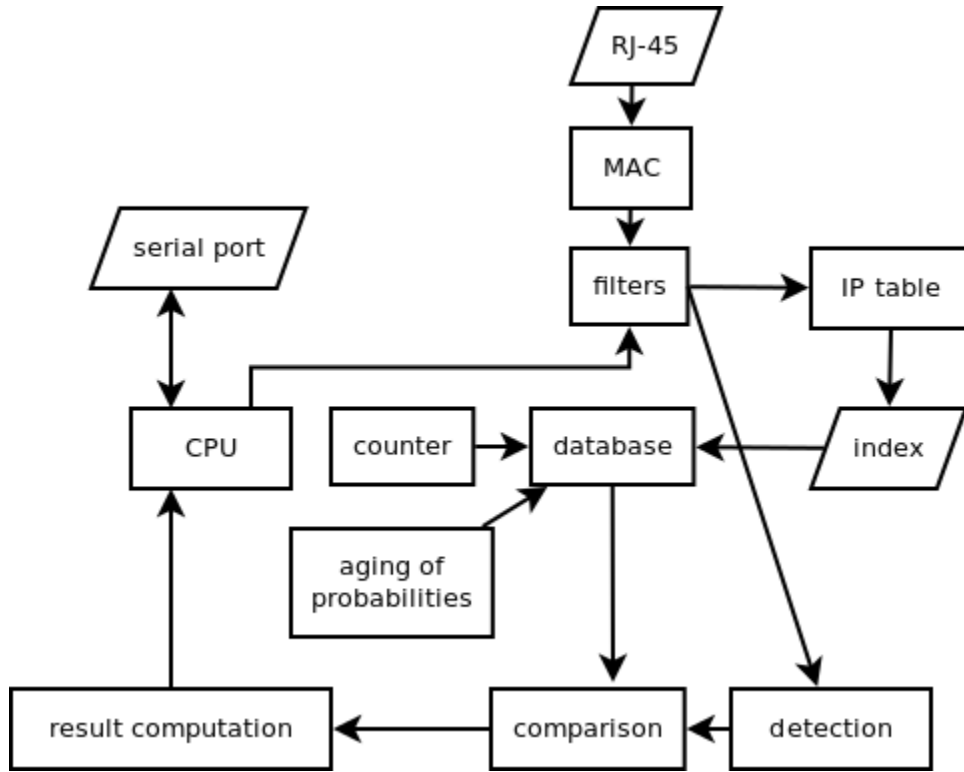 RJ-45
MAC
serial port
filters
IP table
CPU
counter
database
index
aging of
probabilities
result computation
comparison
detection